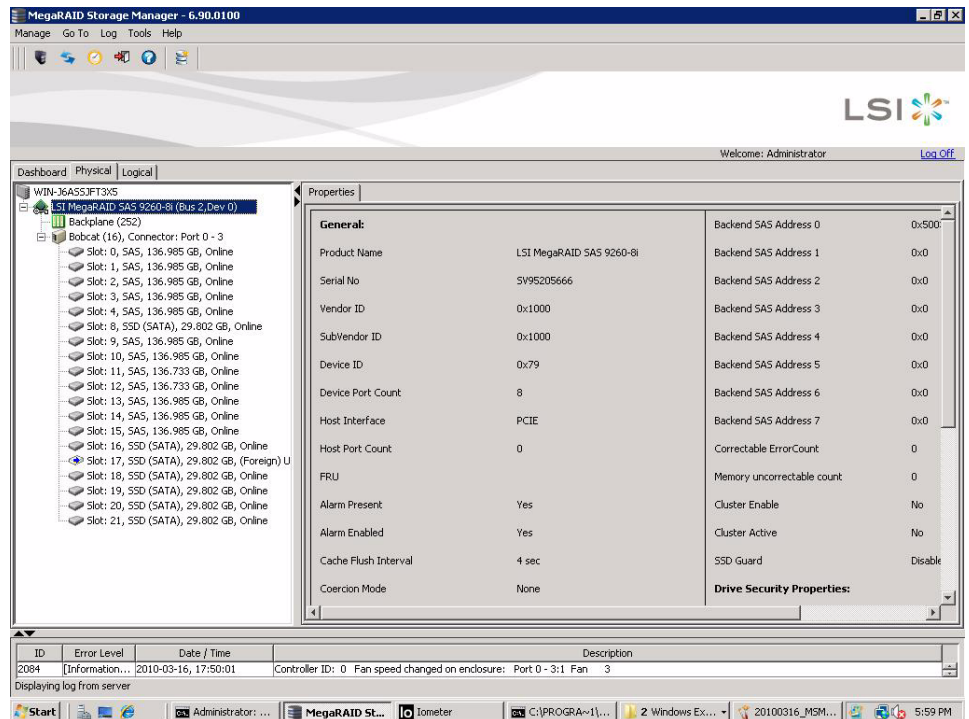 MegaRAID Storage Manager - 6.90.0100
Manage Go To Log Tools Help
LSI
Welcome: Administrator Log Off
Dashboard Physical Logical
WIN-J6ASSJFT3X5
LSI MegaRAID SAS 9260-8i (Bus 2,Dev 0)
Backplane (252)
Bobcat (16), Connector: Port 0 - 3
Slot: 0, SAS, 136.985 GB, Online
Slot: 1, SAS, 136.985 GB, Online
Slot: 2, SAS, 136.985 GB, Online
Slot: 3, SAS, 136.985 GB, Online
Slot: 4, SAS, 136.985 GB, Online
Slot: 8, SSD (SATA), 29.802 GB, Online
Slot: 9, SAS, 136.985 GB, Online
Slot: 10, SAS, 136.985 GB, Online
Slot: 11, SAS, 136.733 GB, Online
Slot: 12, SAS, 136.733 GB, Online
Slot: 13, SAS, 136.985 GB, Online
Slot: 14, SAS, 136.985 GB, Online
Slot: 15, SAS, 136.985 GB, Online
Slot: 16, SSD (SATA), 29.802 GB, Online
Slot: 17, SSD (SATA), 29.802 GB, (Foreign) U
Slot: 18, SSD (SATA), 29.802 GB, Online
Slot: 19, SSD (SATA), 29.802 GB, Online
Slot: 20, SSD (SATA), 29.802 GB, Online
Slot: 21, SSD (SATA), 29.802 GB, Online
Properties
General: Backend SAS Address 0 0x500
Product Name LSI MegaRAID SAS 9260-8i Backend SAS Address 1 0x0
Serial No SV95205666 Backend SAS Address 2 0x0
Vendor ID 0x1000 Backend SAS Address 3 0x0
SubVendor ID 0x1000 Backend SAS Address 4 0x0
Device ID 0x79 Backend SAS Address 5 0x0
Device Port Count 8 Backend SAS Address 6 0x0
Host Interface PCIE Backend SAS Address 7 0x0
Host Port Count 0 Correctable ErrorCount 0
FRU Memory uncorrectable count 0
Alarm Present Yes Cluster Enable No
Alarm Enabled Yes Cluster Active No
Cache Flush Interval 4 sec SSD Guard Disable
Coercion Mode None Drive Security Properties:
ID Error Level Date / Time Description
2084 [Information... 2010-03-16, 17:50:01 Controller ID: 0 Fan speed changed on enclosure: Port 0 - 3:1 Fan 3
Displaying log from server
Start Administrator: ... MegaRAID St... Iometer C:\PROGRA~1\... 2 Windows Ex... 20100316_MSM... 5:59 PM